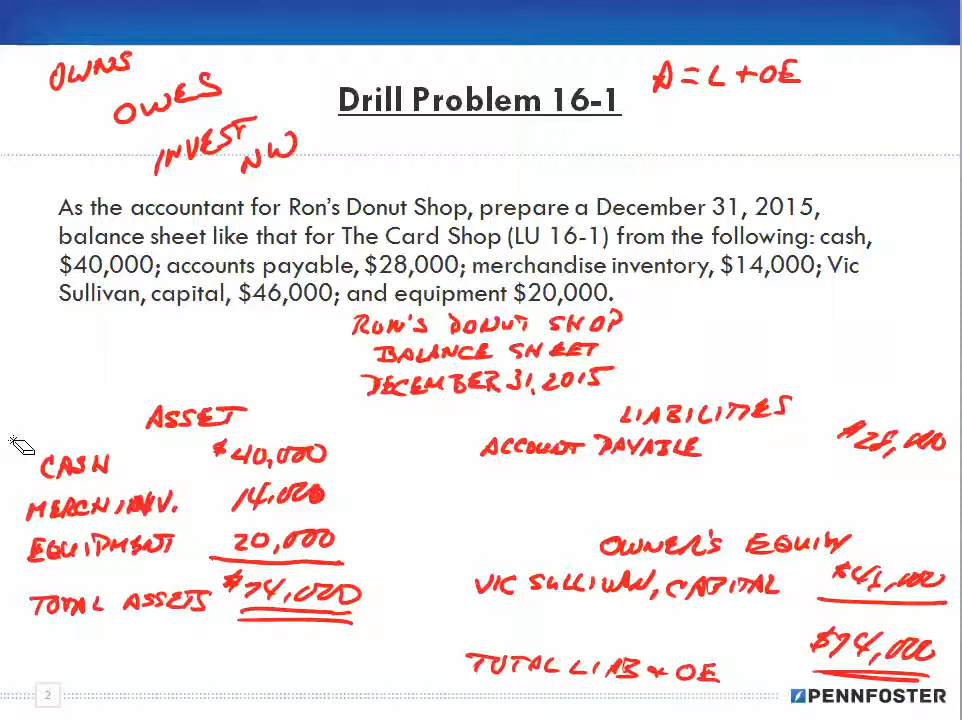 OWNS
OWES
INVEST
NW
A = L + OE
Drill Problem 16-1
As the accountant for Ron's Donut Shop, prepare a December 31, 2015,
balance sheet like that for The Card Shop (LU 16-1) from the following: cash,
$40,000; accounts payable, $28,000; merchandise inventory, $14,000; Vic
Sullivan, capital, $46,000; and equipment $20,000.
RON'S DONUT SHOP
BALANCE SHEET
DECEMBER 31, 2015
ASSET
CASH $40,000
MERCH, INV. 14,000
EQUIPMENT 20,000
TOTAL ASSETS $74,000
LIABILITIES
ACCOUNT PAYABLE $28,000
OWNER'S EQUITY
VIC SULLIVAN, CAPITAL $46,000
$74,000
TOTAL LIAB + OE
2
PENNFOSTER